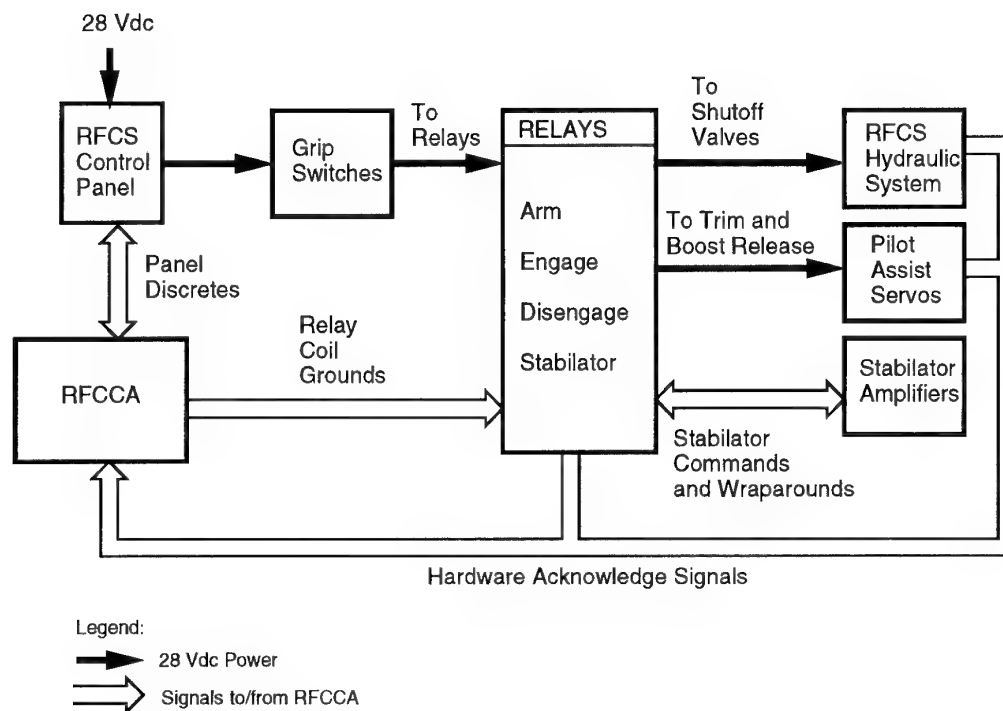 28 Vdc
RFCS
Control
Panel
Grip
Switches
To
Relays
RELAYS
Arm
Engage
Disengage
Stabilator
To
Shutoff
Valves
RFCS
Hydraulic
System
To Trim and
Boost Release
Pilot
Assist
Servos
Panel
Discretes
RFCCA
Relay
Coil
Grounds
Stabilator
Amplifiers
Stabilator
Commands
and Wraparounds
Hardware Acknowledge Signals
Legend:
28 Vdc Power
Signals to/from RFCCA